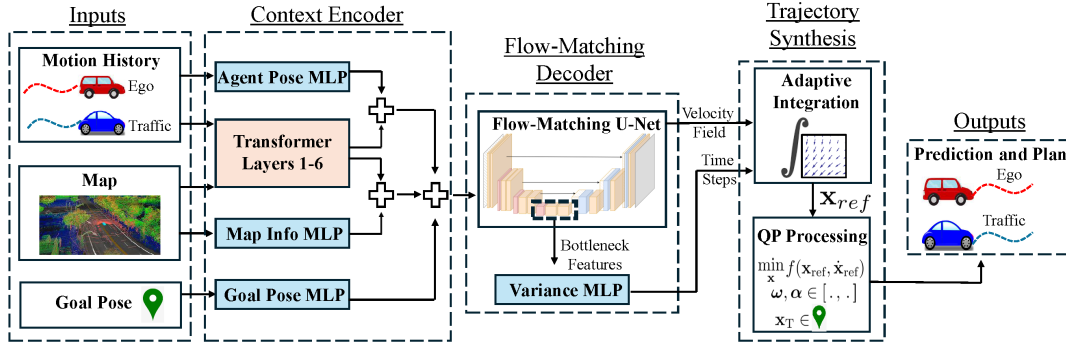 Inputs
Motion History
Ego
Traffic
Map
Goal Pose
Context Encoder
Agent Pose MLP
Transformer
Layers 1-6
Map Info MLP
Goal Pose MLP
Flow-Matching
Decoder
Flow-Matching U-Net
Bottleneck
Features
Variance MLP
Velocity
Field
Time
Steps
Trajectory
Synthesis
Adaptive
Integration
∫
x_ref
QP Processing
min_x f(x_ref, ẋ_ref)
ω, α ∈ [. , .]
x_T ∈
Outputs
Prediction and Plan
Ego
Traffic